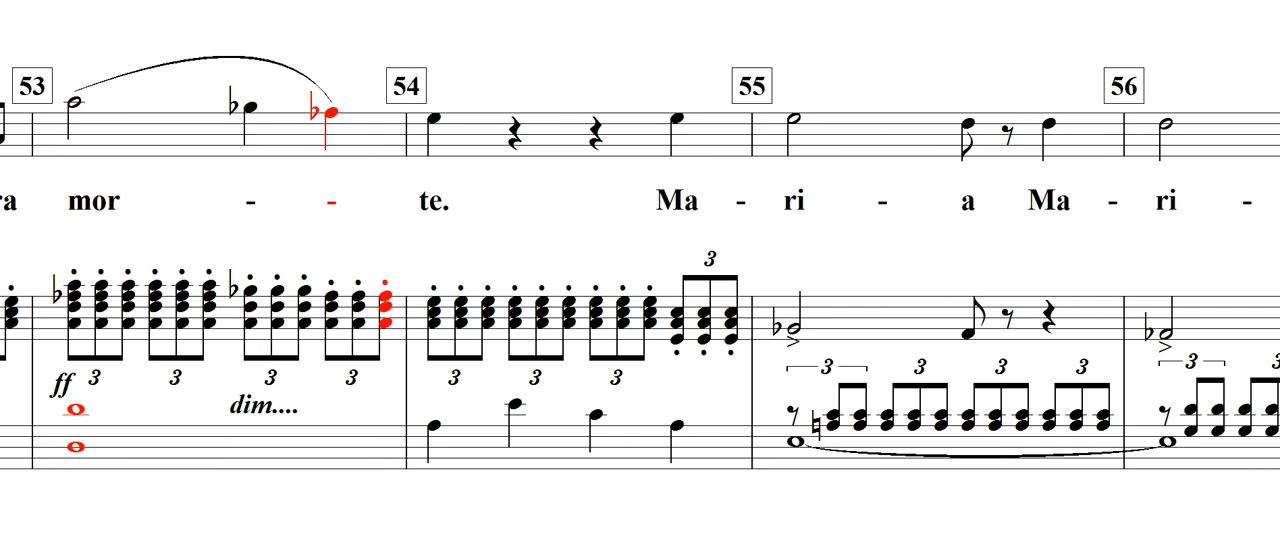 53 54 55 56
ra mor - - te. Ma - ri - a Ma - ri -
3
3 3 3 3 3 3 3
ff dim....
3 3 3 3 3 3